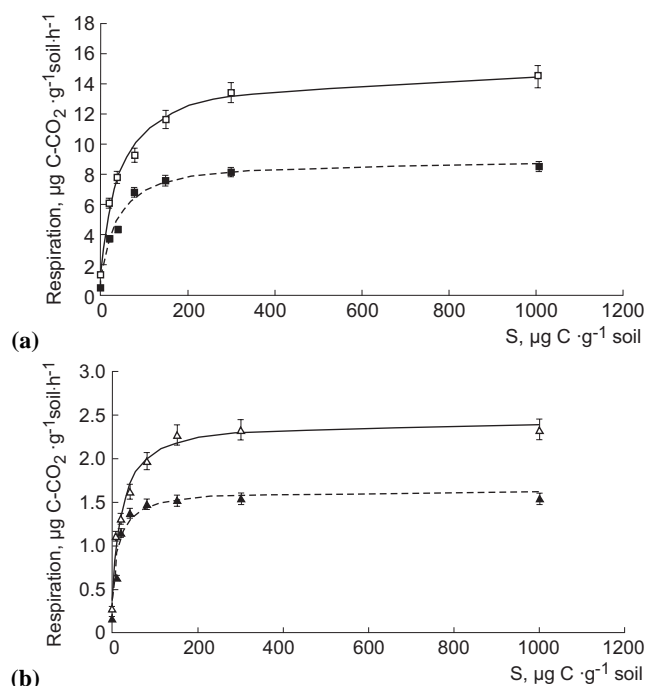 18
16
14
12
10
8
6
4
2
0
Respiration, µg C-CO₂ ·g⁻¹soil·h⁻¹
0 200 400 600 800 1000 1200
(a) S, µg C ·g⁻¹ soil
3.0
2.5
2.0
1.5
1.0
0.5
0
Respiration, µg C-CO₂ ·g⁻¹soil·h⁻¹
0 200 400 600 800 1000 1200
(b) S, µg C ·g⁻¹ soil